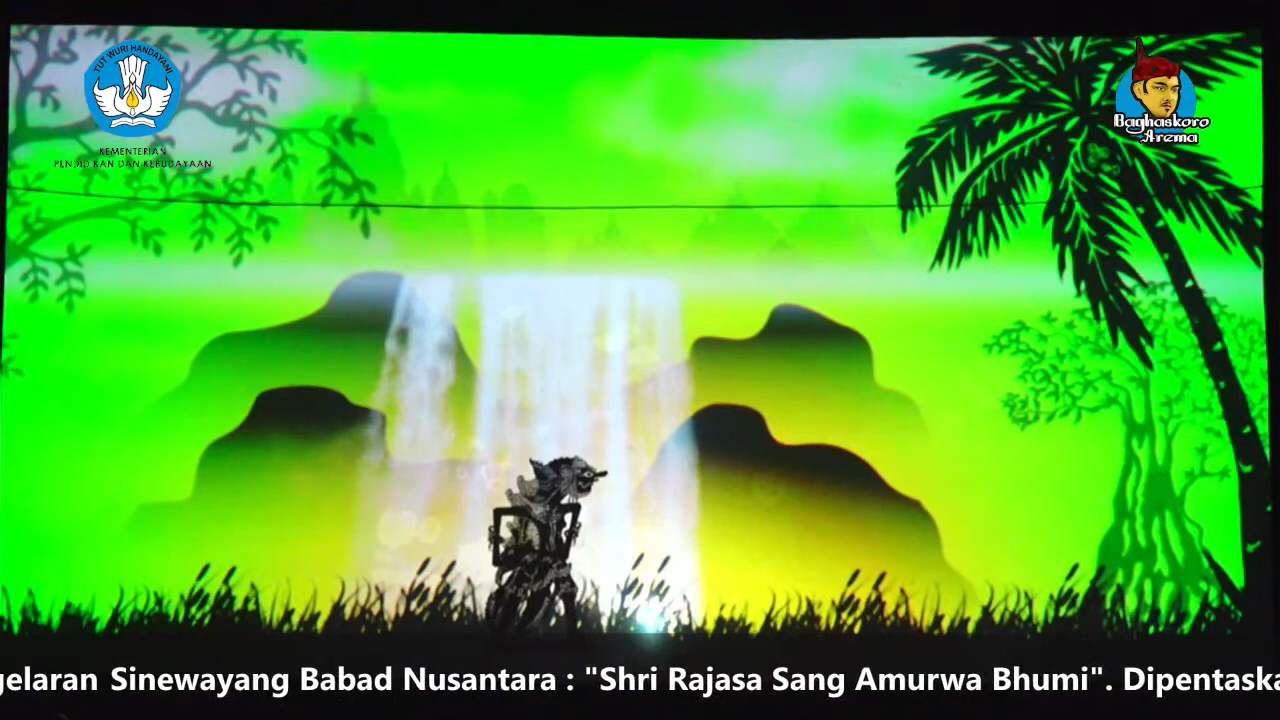 TUT WURI HANDAYANI
KEMENTERIAN
PENDIDIKAN DAN KEBUDAYAAN
Baghaskoro
Arema
gelaran Sinewayang Babad Nusantara : "Shri Rajasa Sang Amurwa Bhumi". Dipentaska